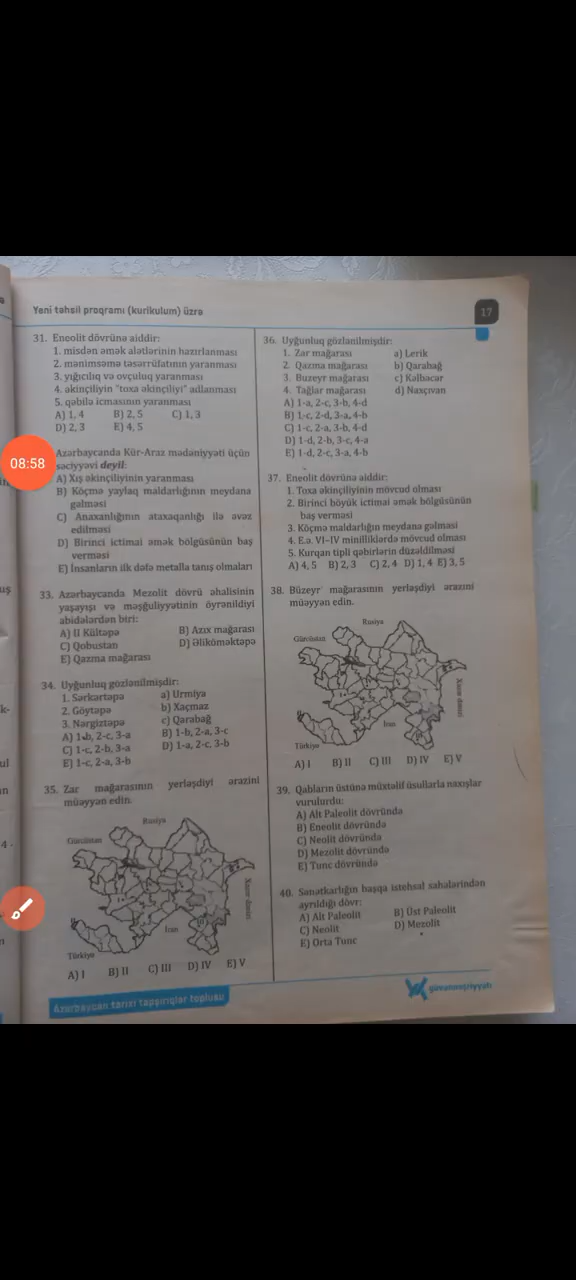 Yeni təhsil proqramı (kurikulum) üzrə
17
31. Eneolit dövrünə aiddir:
1. misdən əmək alətlərinin hazırlanması
2. mənimsəmə təsərrüfatının yaranması
3. yığıcılıq və ovçuluq yaranması
4. əkinçiliyin "toxa əkinçiliyi" adlanması
5. qəbilə icmasının yaranması
A) 1, 4 B) 2, 5 C) 1, 3
D) 2, 3 E) 4, 5
08:58
Azərbaycanda Kür-Araz mədəniyyəti üçün
səciyyəvi deyil:
A) Xış əkinçiliyinin yaranması
B) Köçmə yaylaq maldarlığının meydana
gəlməsi
C) Anaxanlığının ataxaqanlığı ilə əvəz
edilməsi
D) Birinci ictimai əmək bölgüsünün baş
verməsi
E) İnsanların ilk dəfə metalla tanış olmaları
33. Azərbaycanda Mezolit dövrü əhalisinin
yaşayışı və məşğuliyyətinin öyrənildiyi
abidələrdən biri:
A) II Kültəpə B) Azıx mağarası
C) Qobustan D) Əliköməktəpə
E) Qazma mağarası
34. Uyğunluq gözlənilmişdir:
1. Sərkərtəpə a) Urmiya
2. Göytəpə b) Xaçmaz
3. Nərgiztəpə c) Qarabağ
A) 1-b, 2-c, 3-a B) 1-b, 2-a, 3-c
C) 1-c, 2-b, 3-a D) 1-a, 2-c, 3-b
E) 1-c, 2-a, 3-b
35. Zar mağarasının yerləşdiyi ərazini
müəyyən edin.
Rusiya
Gürcüstan
Xəzər dənizi
İran
Türkiyə
A) I B) II C) III D) IV E) V
Azərbaycan tarixi tapşırıqlar toplusu
36. Uyğunluq gözlənilmişdir:
1. Zar mağarası a) Lerik
2. Qazma mağarası b) Qarabağ
3. Buzeyr mağarası c) Kəlbəcər
4. Tağlar mağarası d) Naxçıvan
A) 1-a, 2-c, 3-b, 4-d
B) 1-c, 2-d, 3-a, 4-b
C) 1-c, 2-a, 3-b, 4-d
D) 1-d, 2-b, 3-c, 4-a
E) 1-d, 2-c, 3-a, 4-b
37. Eneolit dövrünə aiddir:
1. Toxa əkinçiliyinin mövcud olması
2. Birinci böyük ictimai əmək bölgüsünün
baş verməsi
3. Köçmə maldarlığın meydana gəlməsi
4. E.ə. VI–IV minilliklərdə mövcud olması
5. Kurqan tipli qəbirlərin düzəldilməsi
A) 4, 5 B) 2, 3 C) 2, 4 D) 1, 4 E) 3, 5
38. Büzeyr mağarasının yerləşdiyi ərazini
müəyyən edin.
Rusiya
Gürcüstan
Xəzər dənizi
İran
Türkiyə
A) I B) II C) III D) IV E) V
39. Qabların üstünə müxtəlif üsullarla naxışlar
vurulurdu:
A) Alt Paleolit dövründə
B) Eneolit dövründə
C) Neolit dövründə
D) Mezolit dövründə
E) Tunc dövründə
40. Sənətkarlığın başqa istehsal sahələrindən
ayrıldığı dövr:
A) Alt Paleolit B) Üst Paleolit
C) Neolit D) Mezolit
E) Orta Tunc
güvənnəşriyyatı